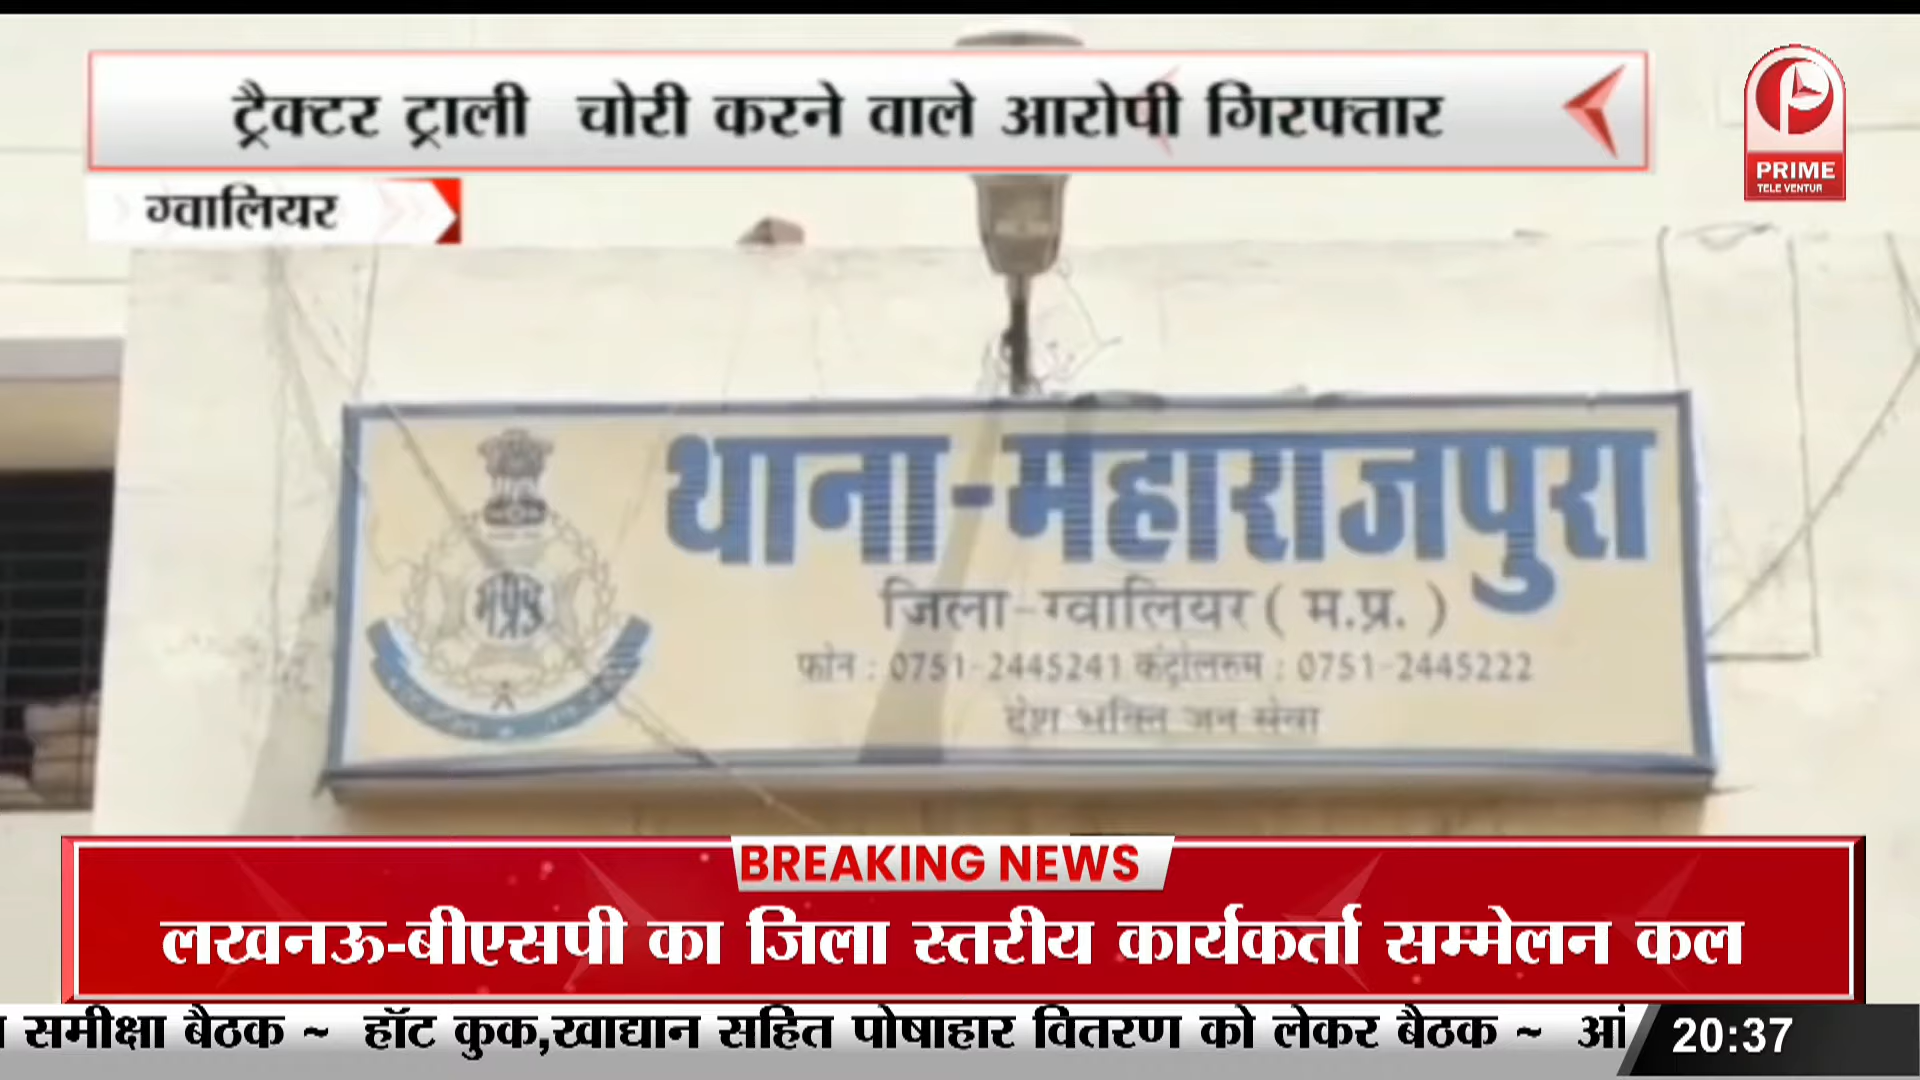 ट्रैक्टर ट्राली चोरी करने वाले आरोपी गिरफ्तार
PRIME
TELE VENTUR
ग्वालियर
थाना-महाराजपुरा
जिला-ग्वालियर ( म.प्र. )
फोन : 0751-2445241 कंट्रोलरुम : 0751-2445222
देश भक्ति जन सेवा
BREAKING NEWS
लखनऊ-बीएसपी का जिला स्तरीय कार्यकर्ता सम्मेलन कल
समीक्षा बैठक ~ हॉट कुक,खाद्यान सहित पोषाहार वितरण को लेकर बैठक ~
20:37